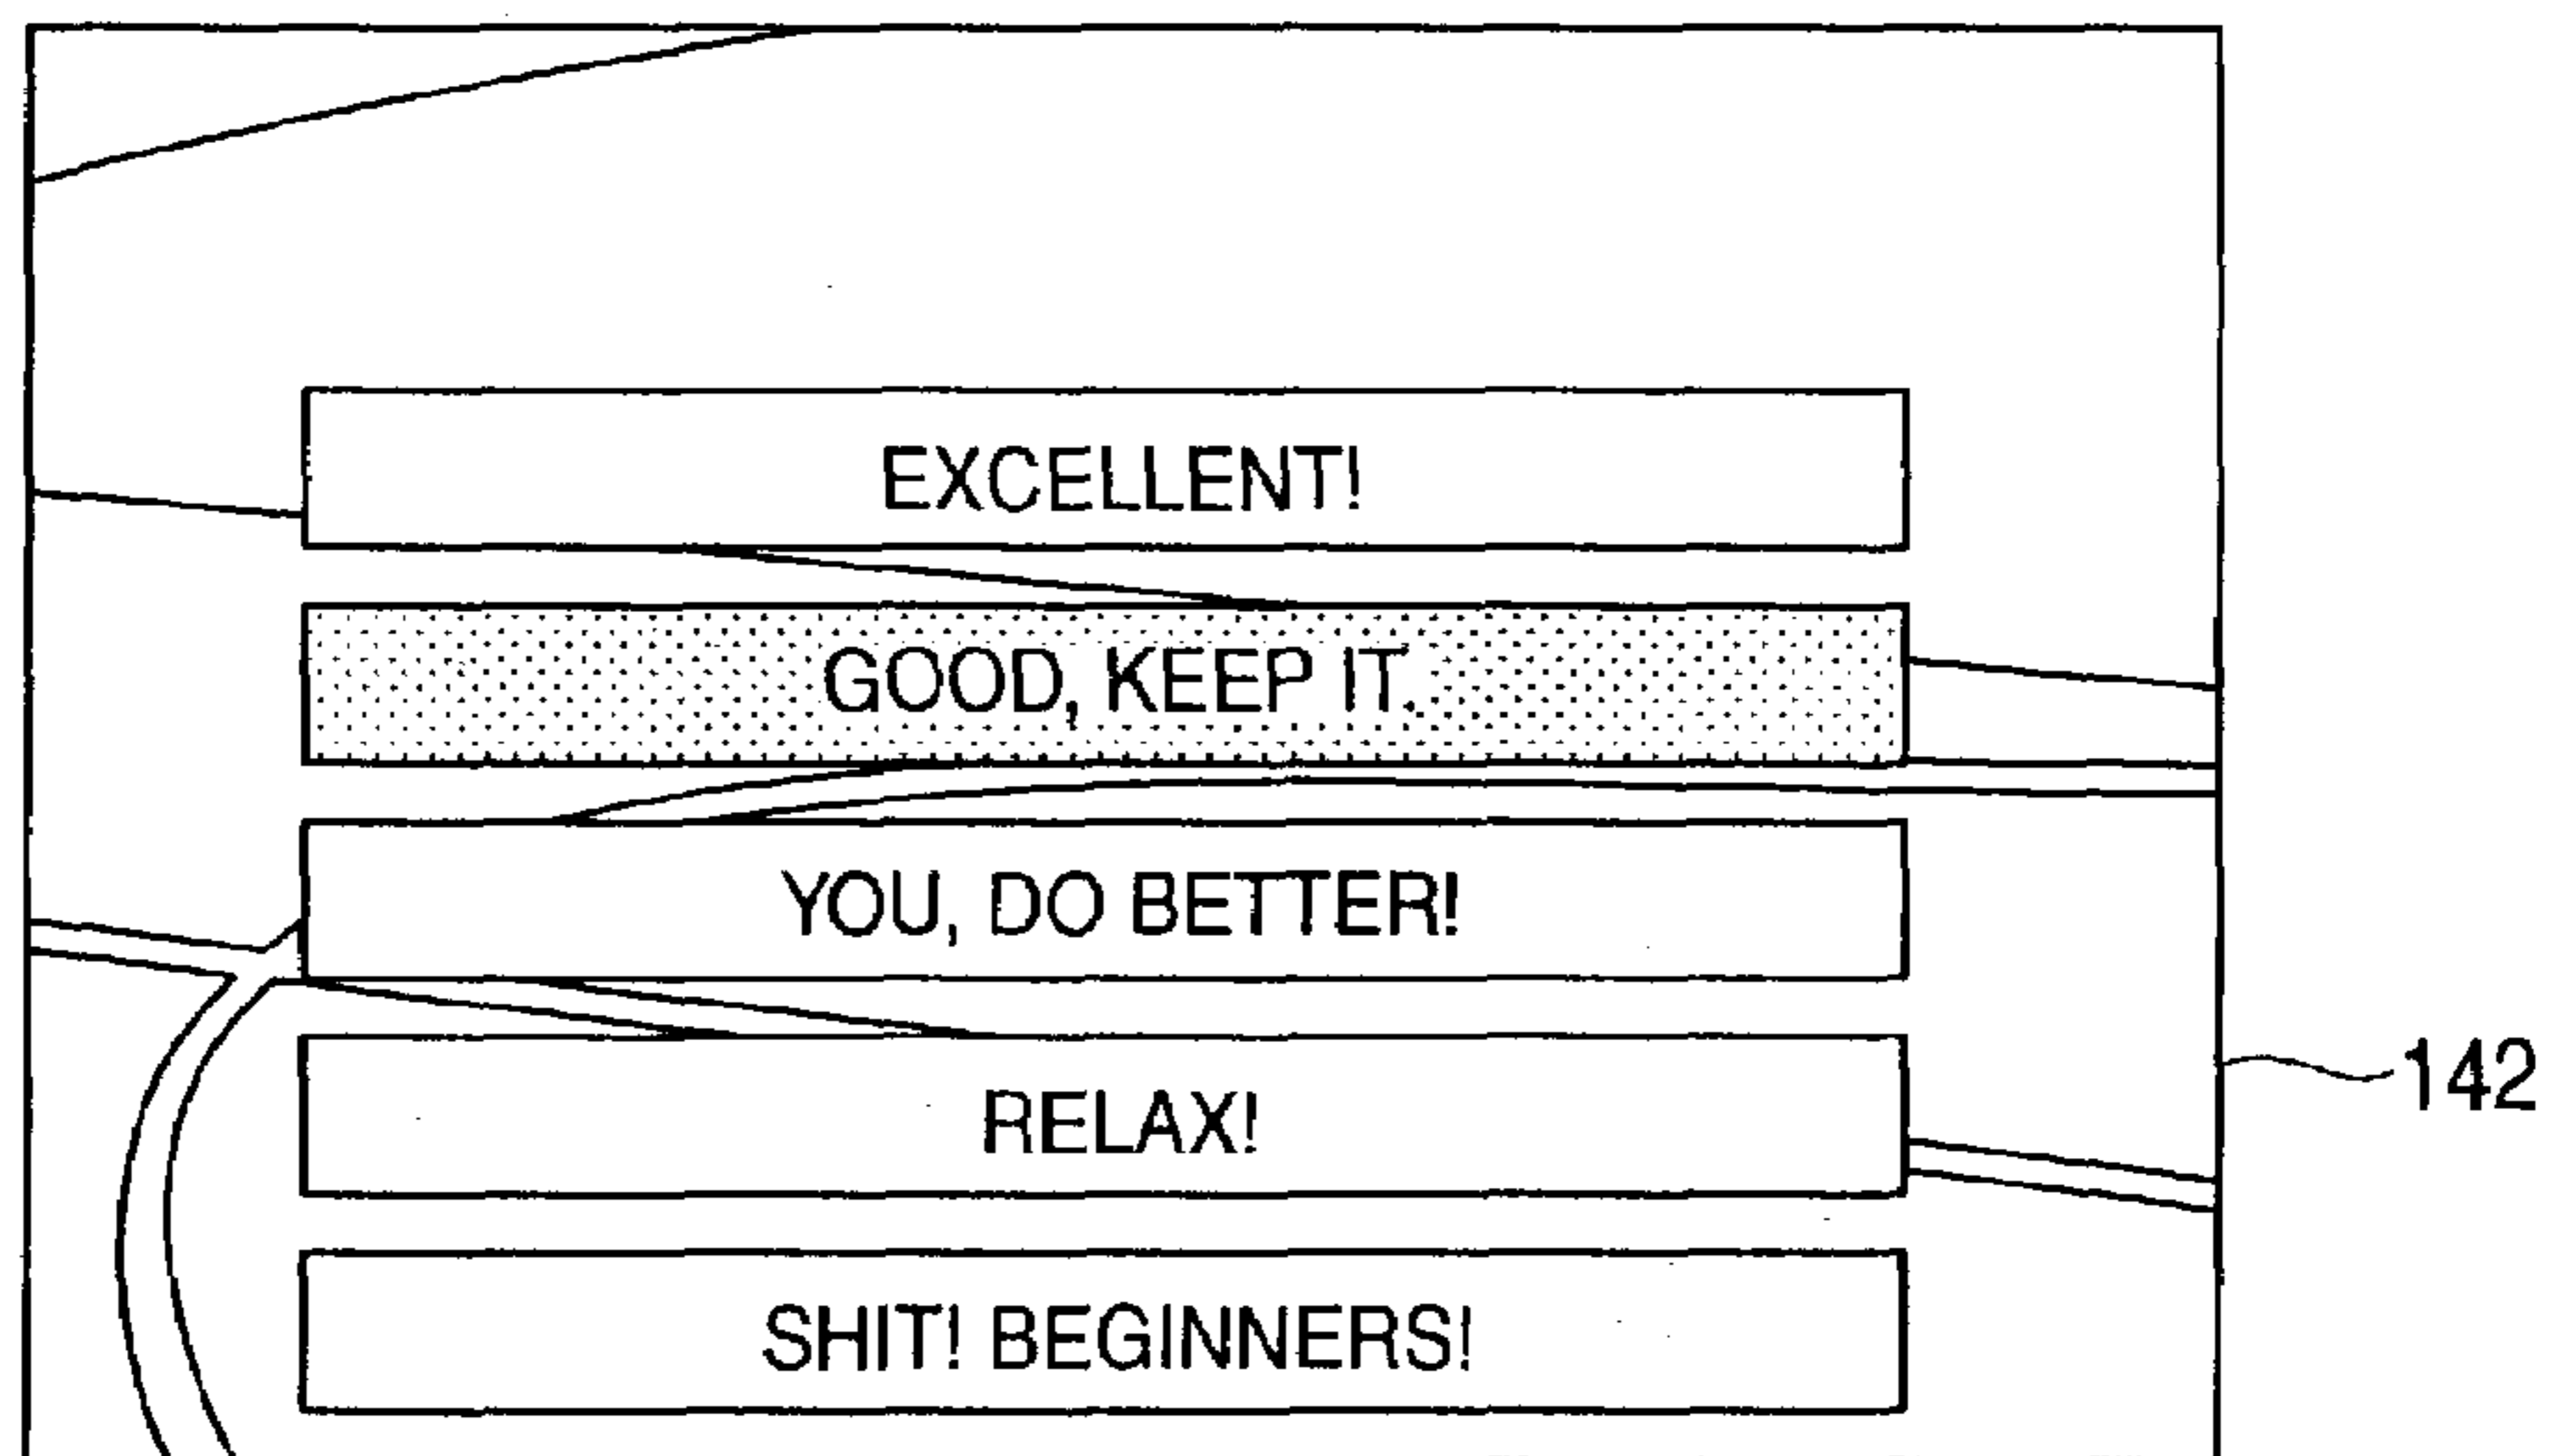 EXCELLENT!
GOOD, KEEP IT.
YOU, DO BETTER!
RELAX!
142
SHIT! BEGINNERS!